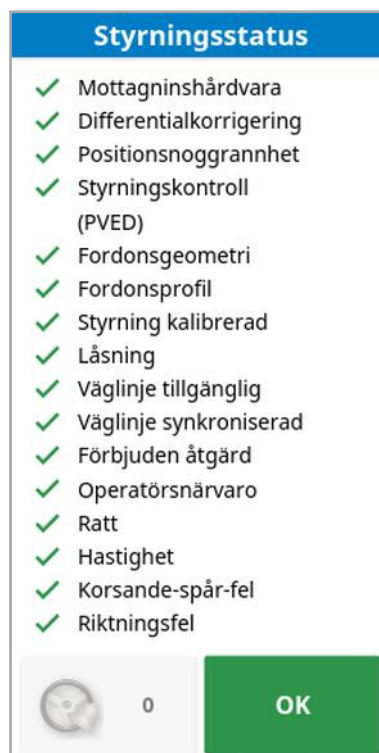 Styrningsstatus
Mottagninshårdvara
Differentialkorrigering
Positionsnoggrannhet
Styrningskontroll
(PVED)
Fordonsgeometri
Fordonsprofil
Styrning kalibrerad
Låsning
Väglinje tillgänglig
Väglinje synkroniserad
Förbjuden åtgärd
Operatörsnärvaro
Ratt
Hastighet
Korsande-spår-fel
Riktningsfel
0 OK